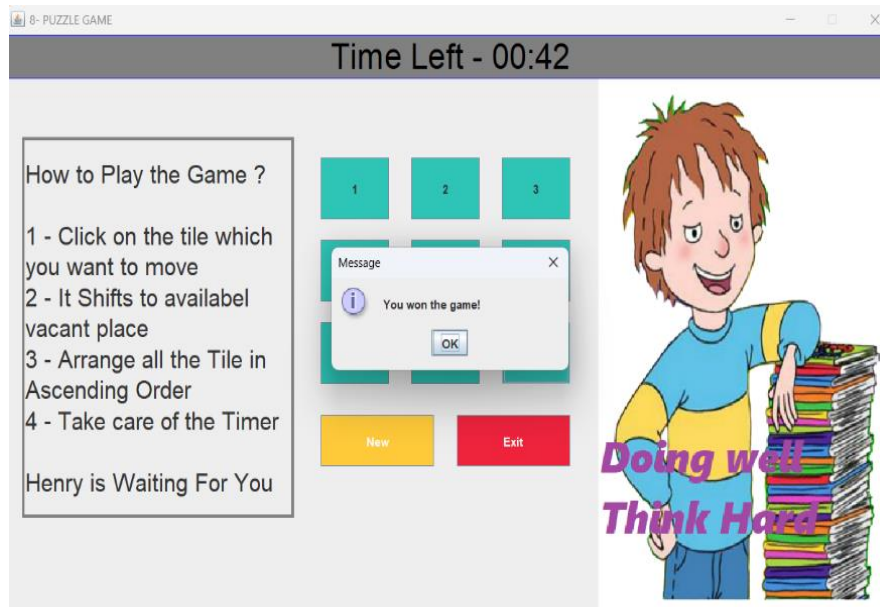 8- PUZZLE GAME
Time Left - 00:42
How to Play the Game ?
1 - Click on the tile which
you want to move
2 - It Shifts to availabel
vacant place
3 - Arrange all the Tile in
Ascending Order
4 - Take care of the Timer
Henry is Waiting For You
1 2 3
Message
You won the game!
OK
New Exit
Doing well
Think Hard